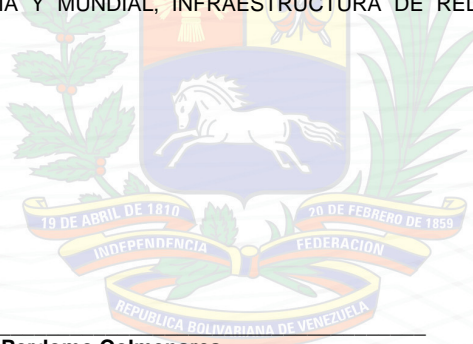 IA Y MUNDIAL, INFRAESTRUCTURA DE RED
19 DE ABRIL DE 1810
20 DE FEBRERO DE 1859
INDEPENDENCIA
FEDERACION
REPUBLICA BOLIVARIANA DE VENEZUELA